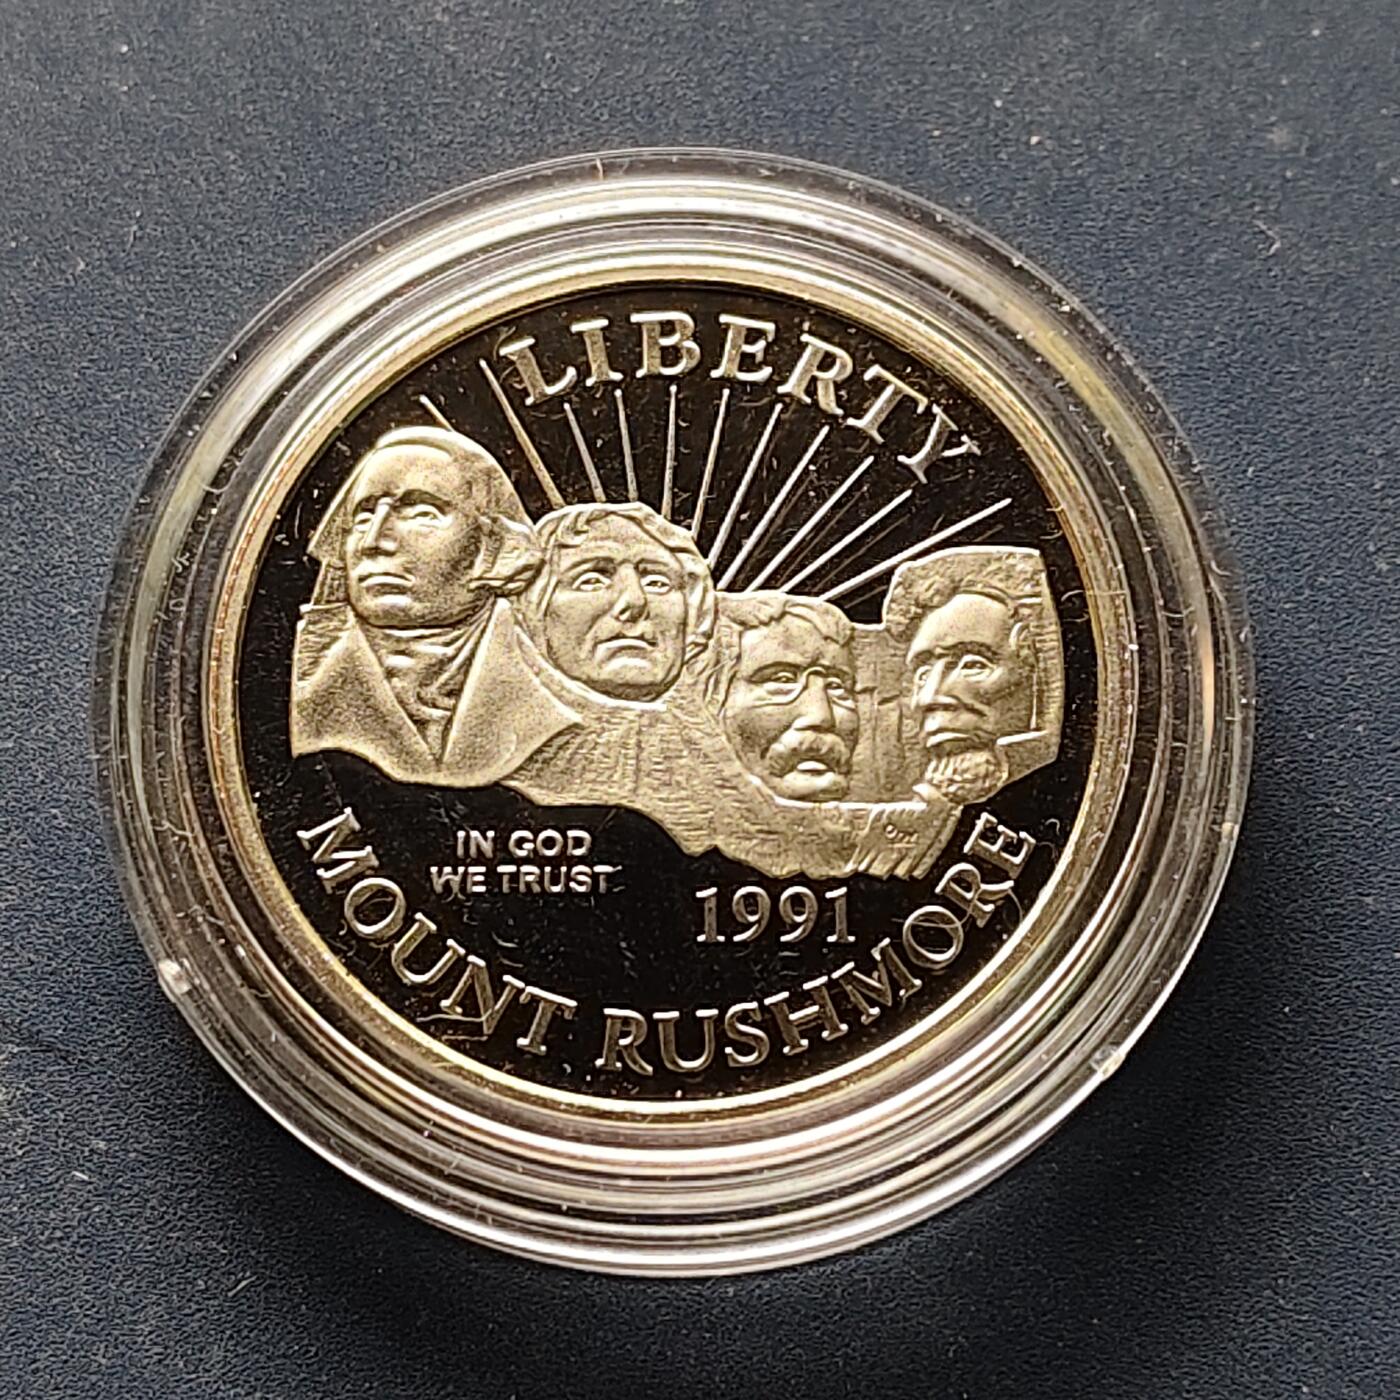 LIBERTY
IN GOD
WE TRUST
1991
MOUNT RUSHMORE